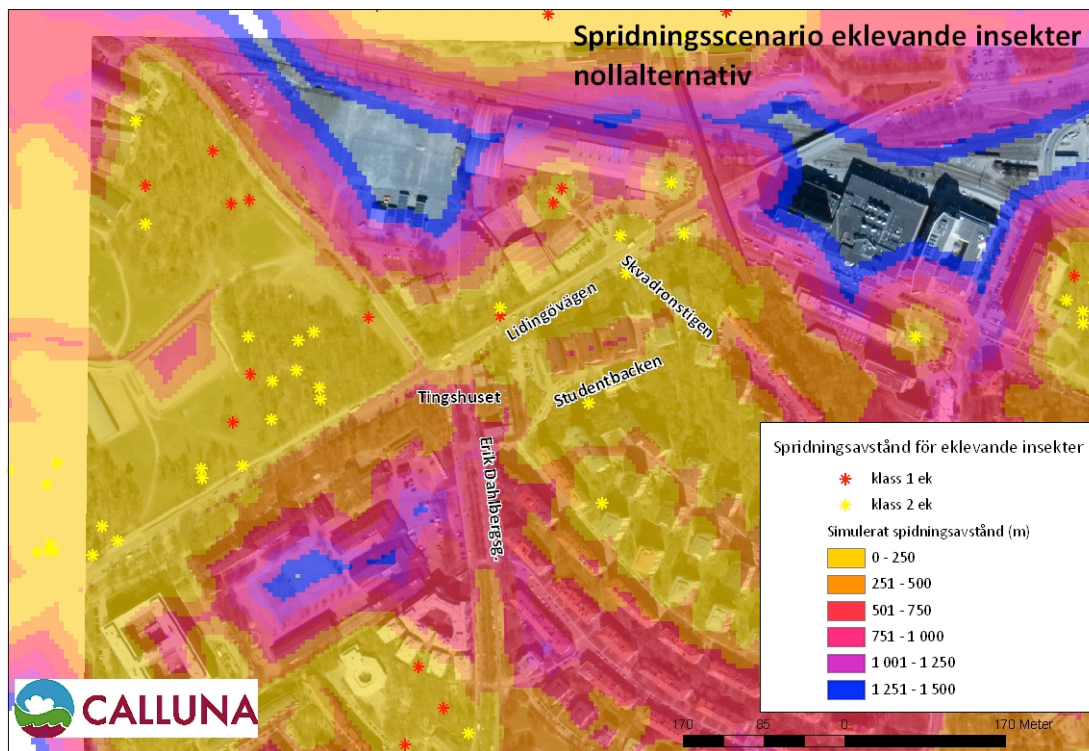 Spridningsscenario eklevande insekter
nollalternativ
Skvadronstigen
Lidingövägen
Studentbacken
Tingshuset
Erik Dahlbergsg.
Spridningsavstånd för eklevande insekter
klass 1 ek
klass 2 ek
Simulerat spidningsavstånd (m)
0 - 250
251 - 500
501 - 750
751 - 1 000
1 001 - 1 250
1 251 - 1 500
CALLUNA
170 85 0 170 Meter